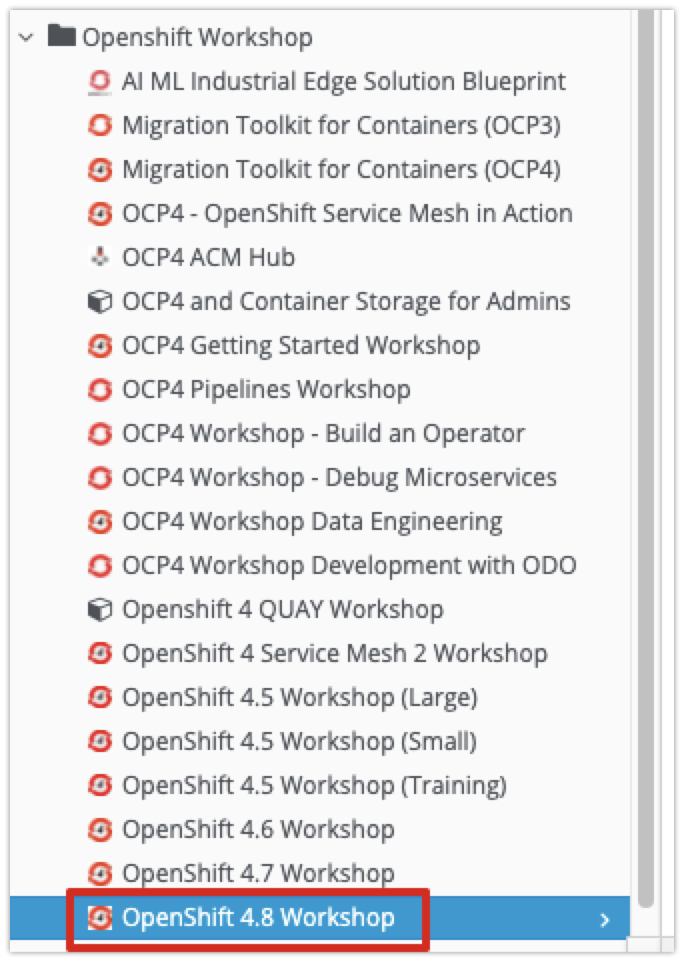 Openshift Workshop
AI ML Industrial Edge Solution Blueprint
Migration Toolkit for Containers (OCP3)
Migration Toolkit for Containers (OCP4)
OCP4 - OpenShift Service Mesh in Action
OCP4 ACM Hub
OCP4 and Container Storage for Admins
OCP4 Getting Started Workshop
OCP4 Pipelines Workshop
OCP4 Workshop - Build an Operator
OCP4 Workshop - Debug Microservices
OCP4 Workshop Data Engineering
OCP4 Workshop Development with ODO
Openshift 4 QUAY Workshop
OpenShift 4 Service Mesh 2 Workshop
OpenShift 4.5 Workshop (Large)
OpenShift 4.5 Workshop (Small)
OpenShift 4.5 Workshop (Training)
OpenShift 4.6 Workshop
OpenShift 4.7 Workshop
OpenShift 4.8 Workshop